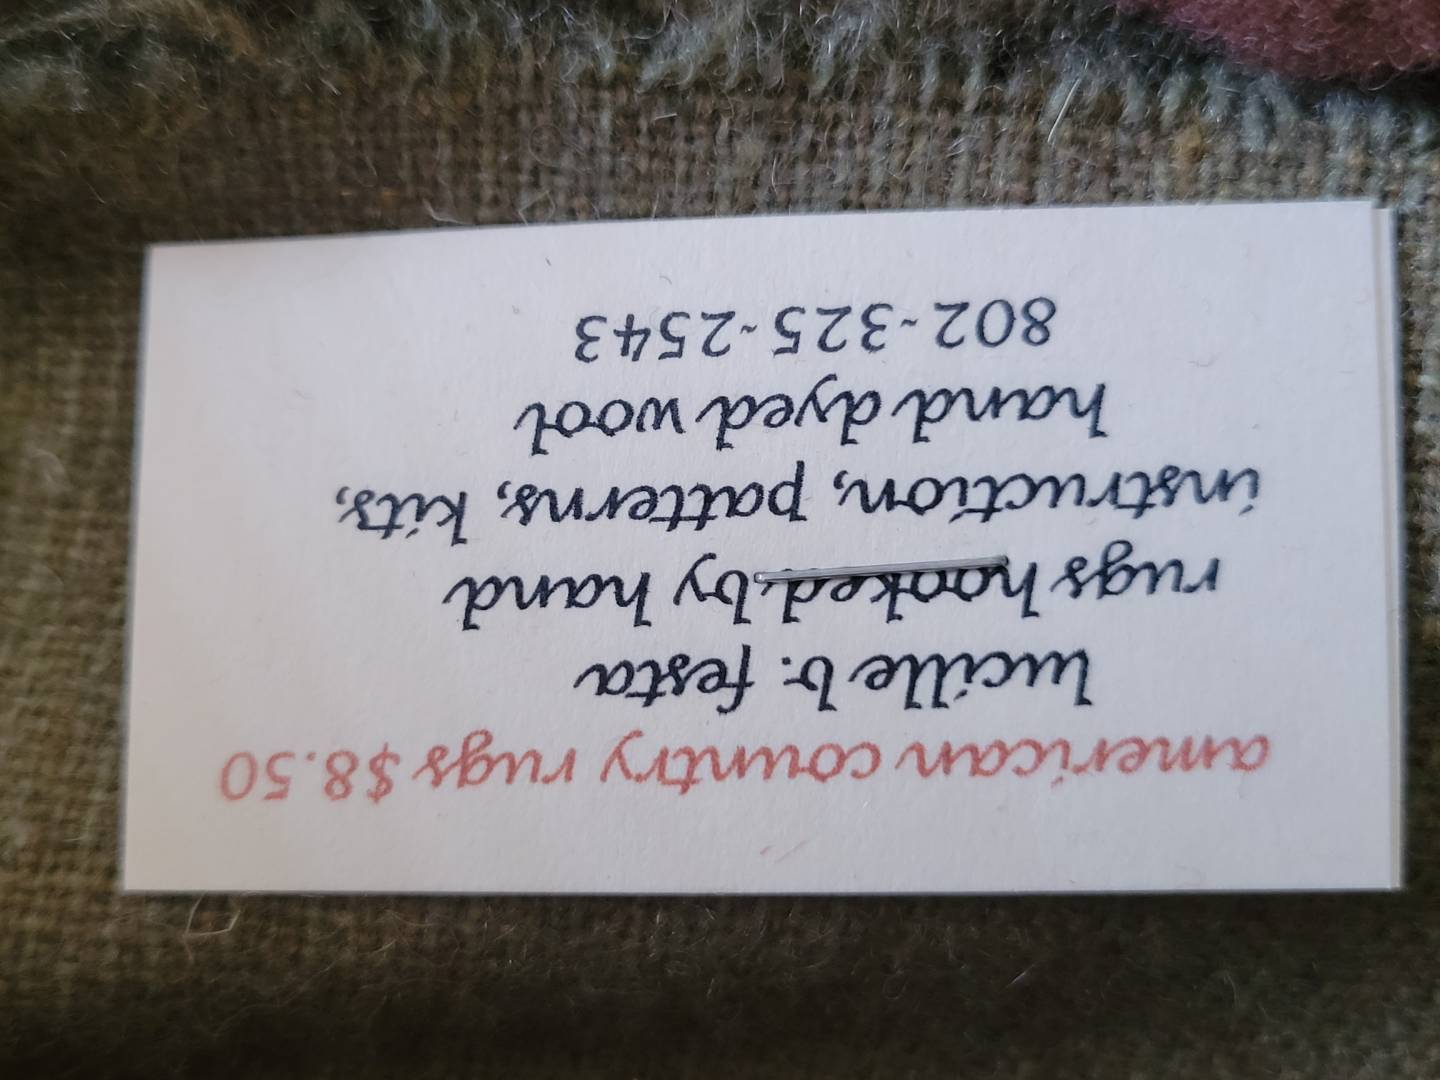 american country rugs $8.50
lucille b. festa
rugs hooked by hand
instruction, patterns, kits,
hand dyed wool
802-325-2543